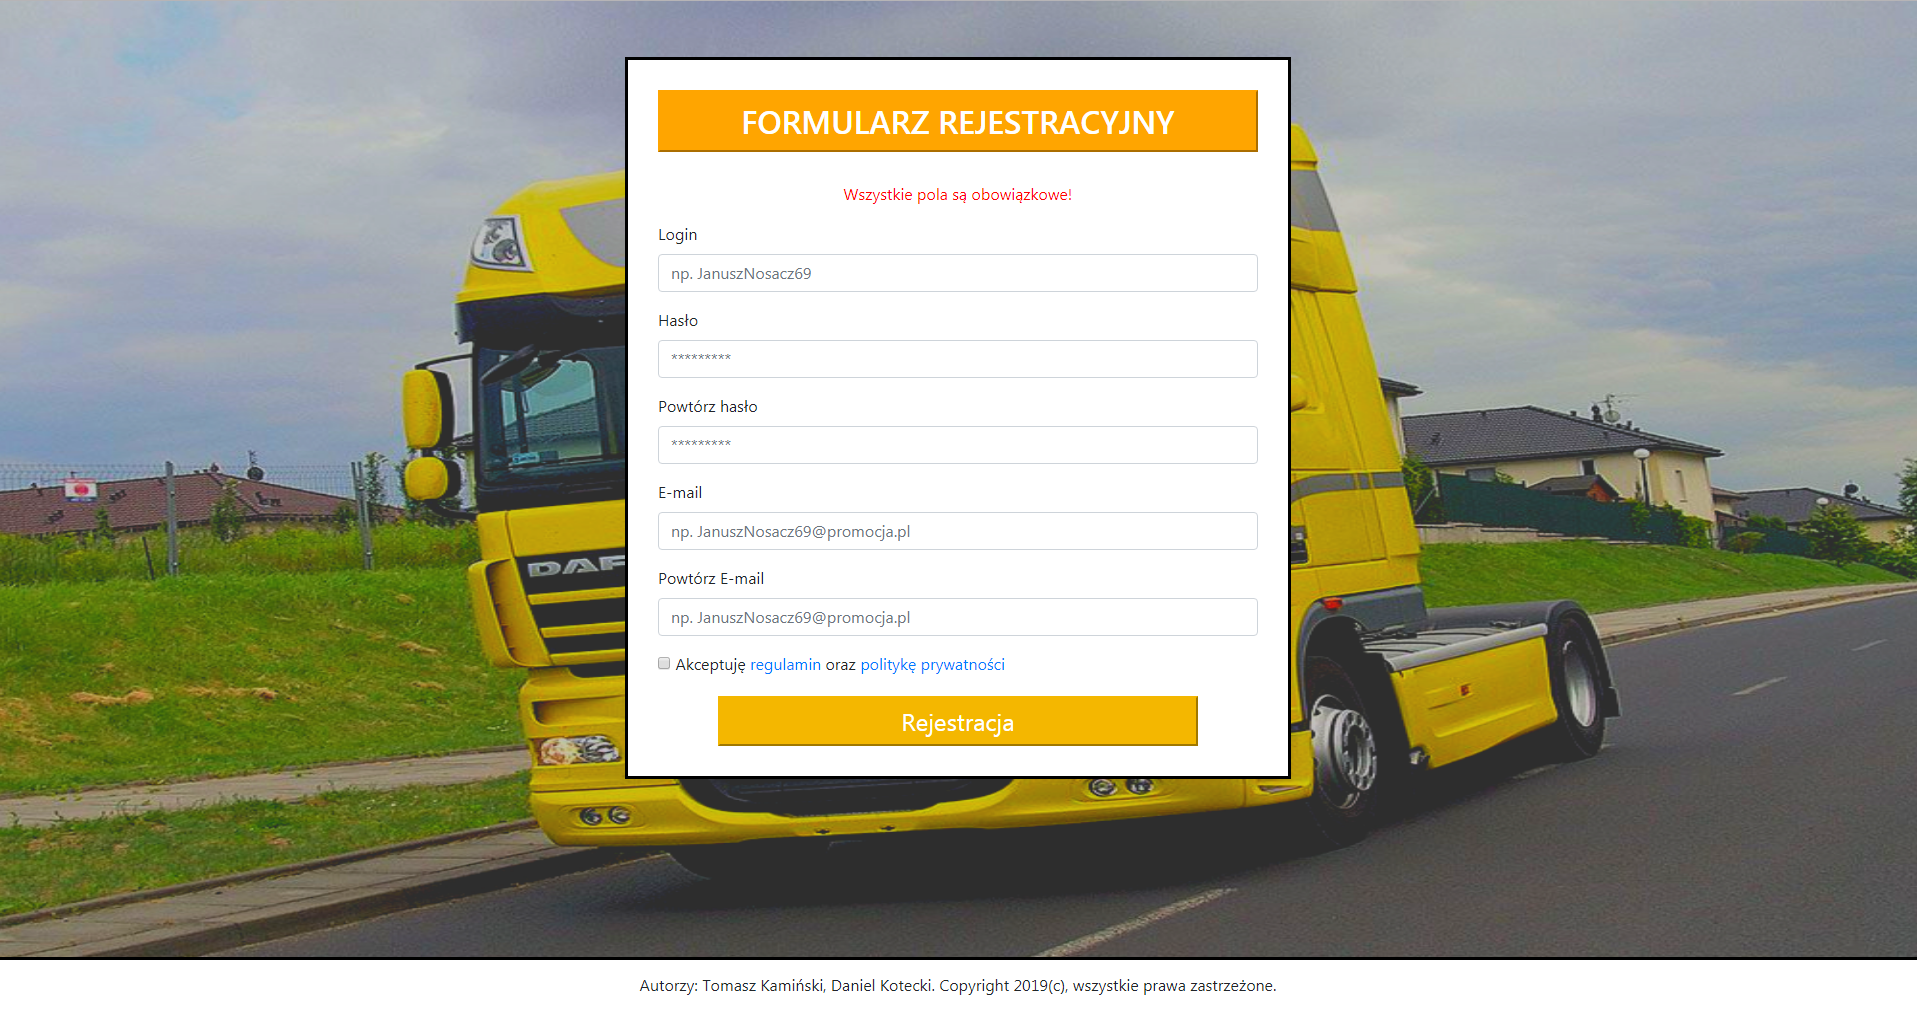 FORMULARZ REJESTRACYJNY
Wszystkie pola są obowiązkowe!
Login
np. JanuszNosacz69
Hasło
*********
Powtórz hasło
*********
E-mail
np. JanuszNosacz69@promocja.pl
Powtórz E-mail
np. JanuszNosacz69@promocja.pl
Akceptuję regulamin oraz politykę prywatności
Rejestracja
DAF
Autorzy: Tomasz Kamiński, Daniel Kotecki. Copyright 2019(c), wszystkie prawa zastrzeżone.